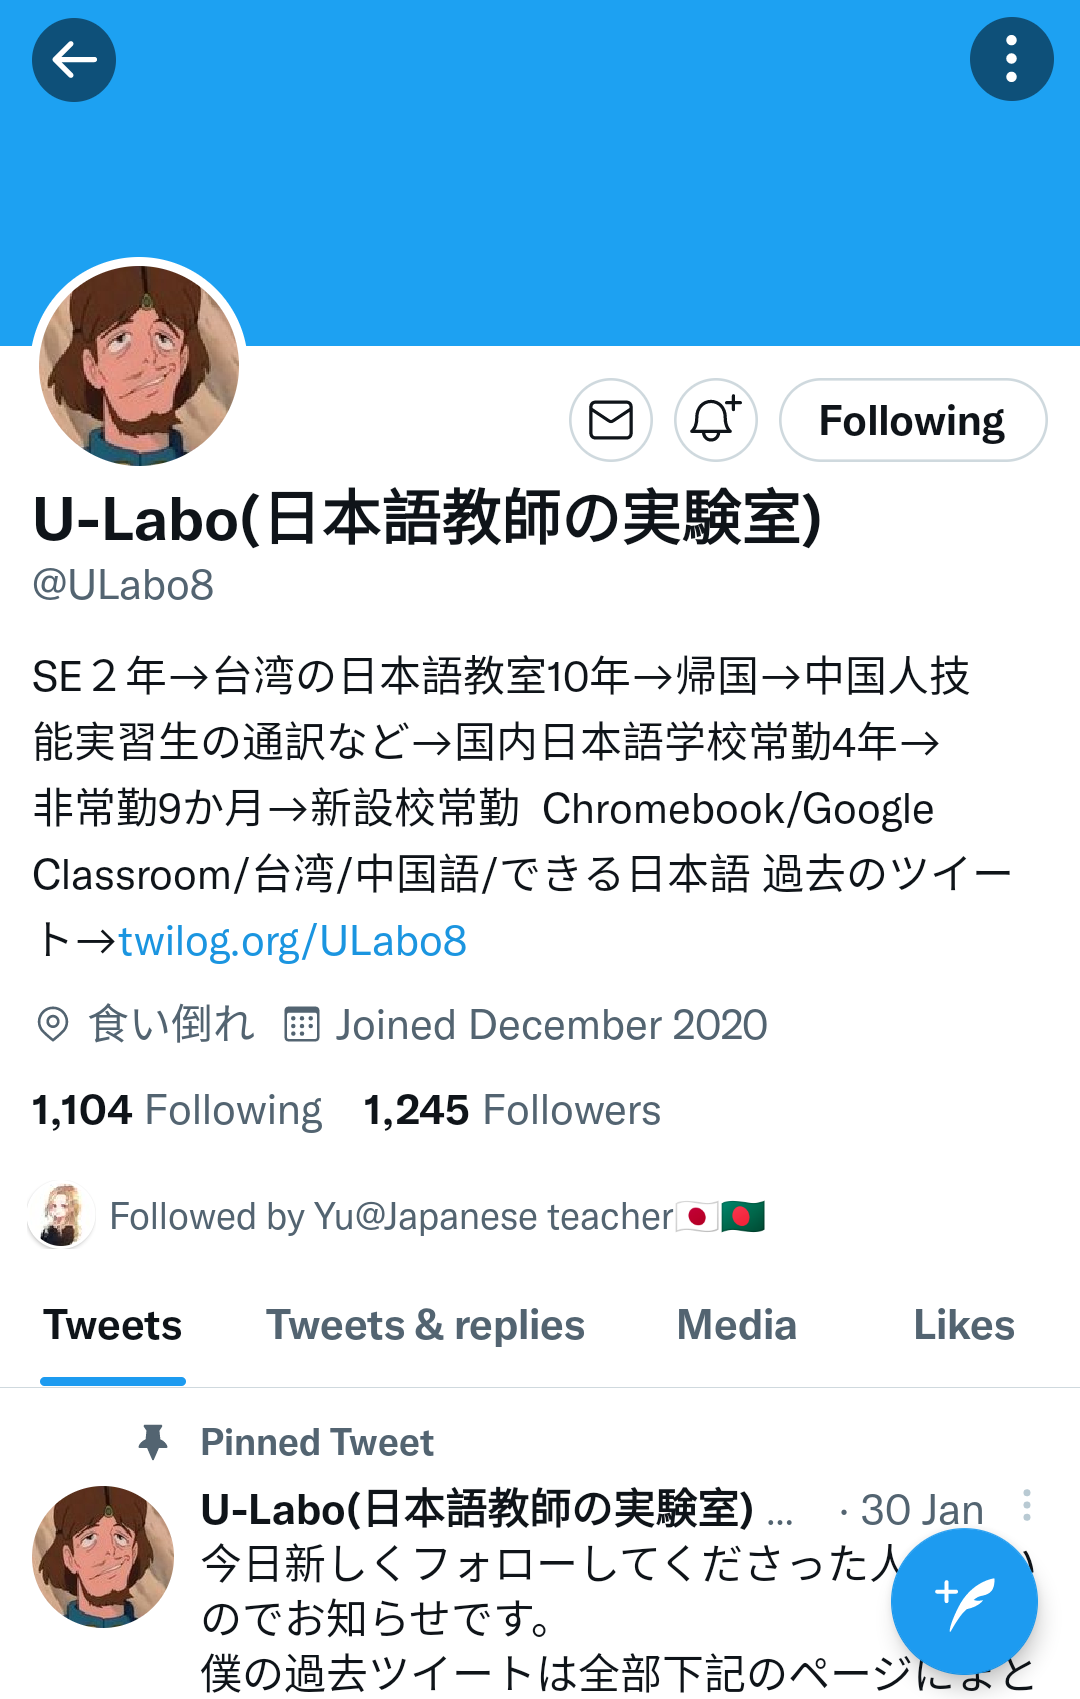 Following
U-Labo(日本語教師の実験室)
@ULabo8
SE２年→台湾の日本語教室10年→帰国→中国人技
能実習生の通訳など→国内日本語学校常勤4年→
非常勤9か月→新設校常勤 Chromebook/Google
Classroom/台湾/中国語/できる日本語 過去のツイー
ト→twilog.org/ULabo8
食い倒れ Joined December 2020
1,104 Following 1,245 Followers
Followed by Yu@Japanese teacher🇯🇵🇧🇩
Tweets Tweets & replies Media Likes
Pinned Tweet
U-Labo(日本語教師の実験室) ... · 30 Jan
今日新しくフォローしてくださった人
のでお知らせです。
僕の過去ツイートは全部下記のページにまと